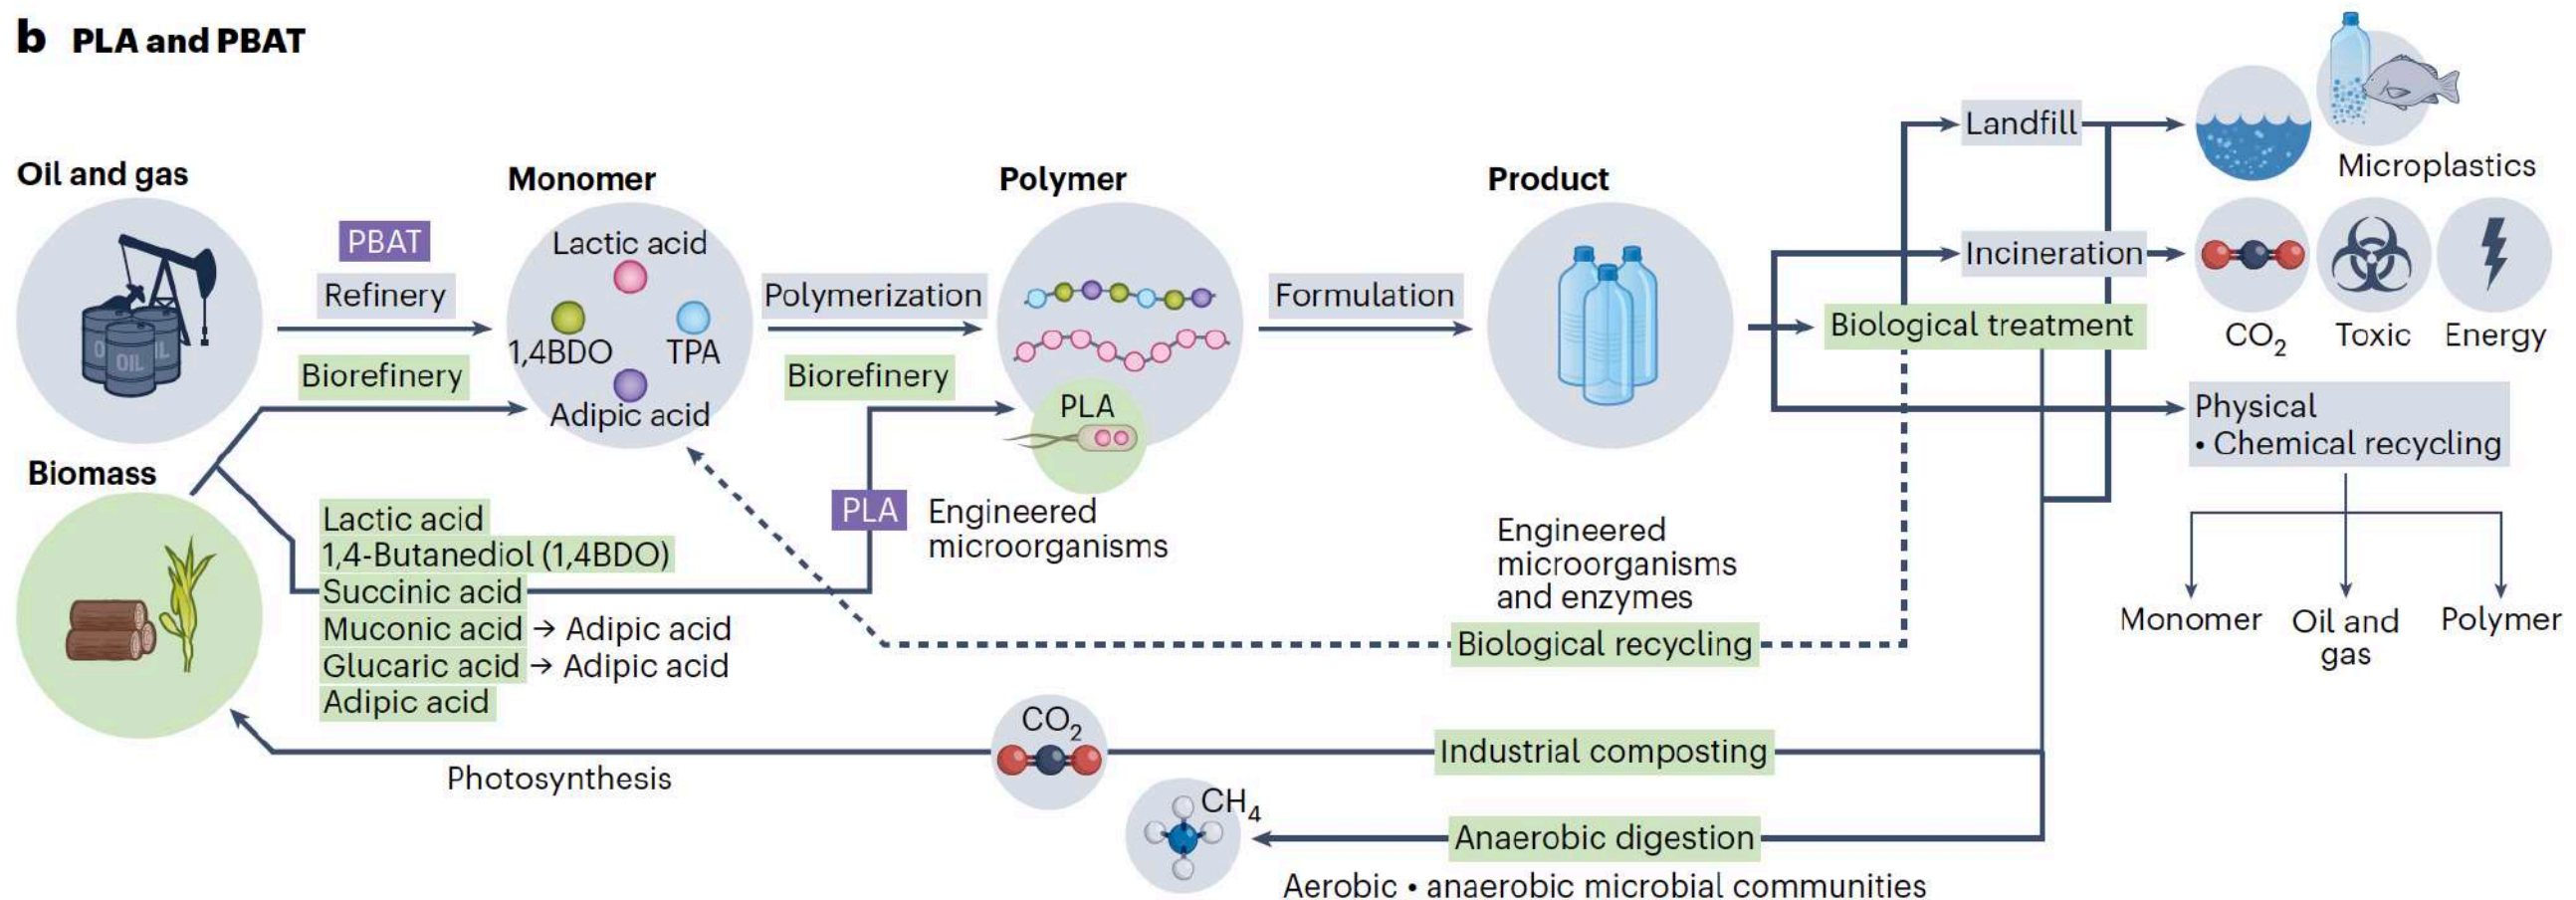 b PLA and PBAT
Oil and gas
OIL
OIL
PBAT
Refinery
Biorefinery
Biomass
Lactic acid
1,4-Butanediol (1,4BDO)
Succinic acid
Muconic acid → Adipic acid
Glucaric acid → Adipic acid
Adipic acid
Monomer
Lactic acid
1,4BDO
TPA
Adipic acid
Polymerization
Biorefinery
PLA
Polymer
PLA
Engineered
microorganisms
Formulation
Product
Landfill
Microplastics
Incineration
CO₂
Toxic
Energy
Biological treatment
Physical
• Chemical recycling
Monomer
Oil and
gas
Polymer
Engineered
microorganisms
and enzymes
Biological recycling
Industrial composting
CO₂
Photosynthesis
CH₄
Anaerobic digestion
Aerobic • anaerobic microbial communities